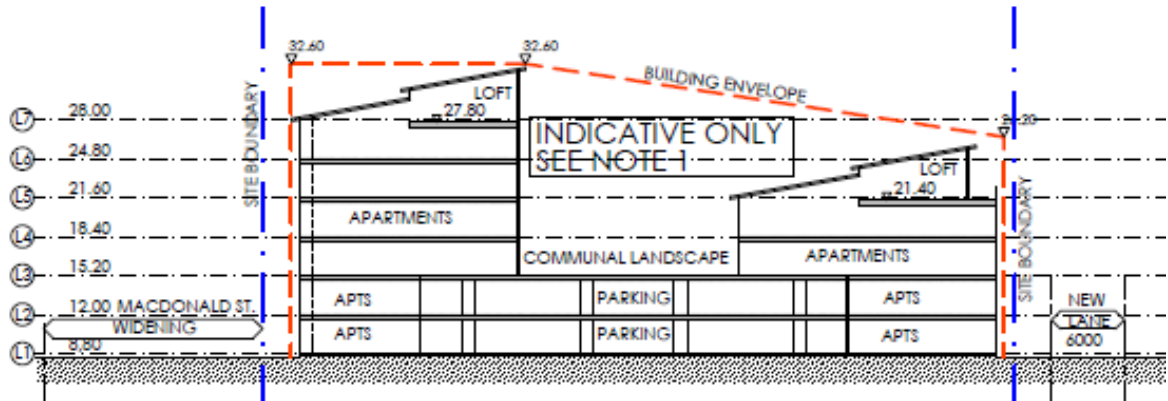 32.60
32.60
BUILDING ENVELOPE
SITE BOUNDARY
LOFT
L7
28.00
27.80
.20
INDICATIVE ONLY
SEE NOTE 1
L6
24.80
LOFT
L5
21.60
21.40
APARTMENTS
L4
18.40
COMMUNAL LANDSCAPE
APARTMENTS
SITE BOUNDARY
L3
15.20
APTS
PARKING
APTS
NEW
LANE
6000
L2
12.00 MACDONALD ST.
WIDENING
APTS
PARKING
APTS
L1
8.80